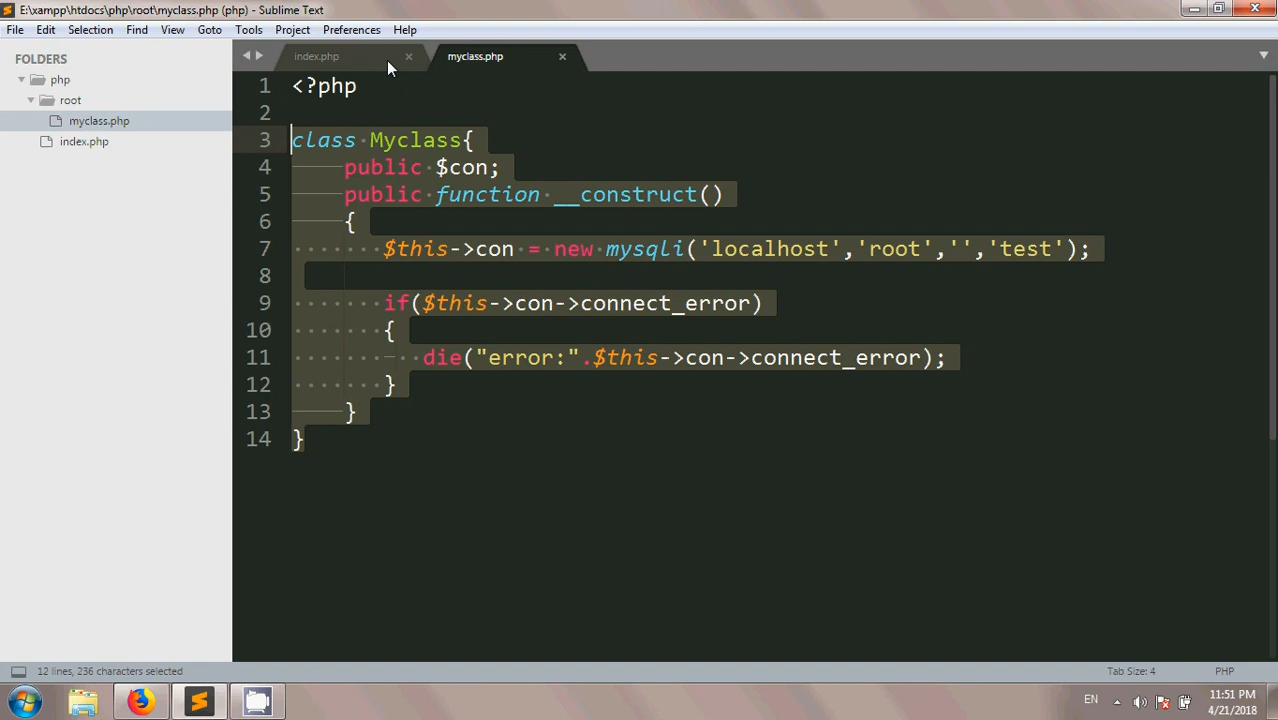 E:\xampp\htdocs\php\root\myclass.php (php) - Sublime Text
File Edit Selection Find View Goto Tools Project Preferences Help
FOLDERS
php
root
myclass.php
index.php
index.php myclass.php
1 <?php
2
3 class Myclass{
4 public $con;
5 public function __construct()
6 {
7 $this->con = new mysqli('localhost','root','','test');
8
9 if($this->con->connect_error)
10 {
11 die("error:".$this->con->connect_error);
12 }
13 }
14 }
12 lines, 236 characters selected Tab Size: 4 PHP
EN 11:51 PM
4/21/2018